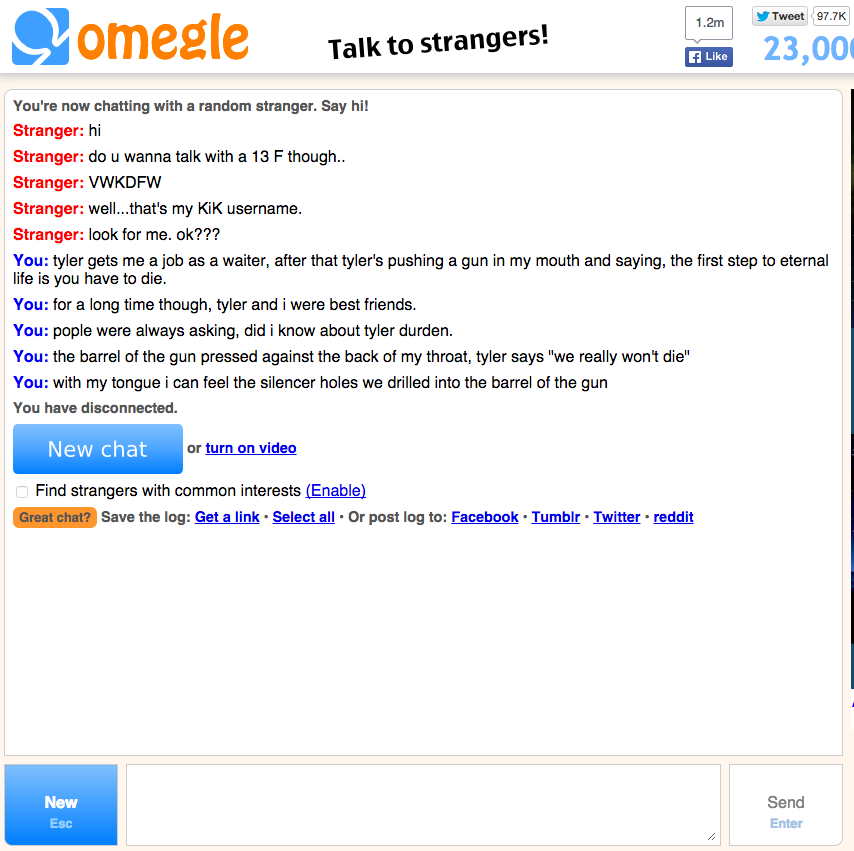 omegle
Talk to strangers!
1.2m
Like
Tweet
97.7K
23,00
You're now chatting with a random stranger. Say hi!
Stranger: hi
Stranger: do u wanna talk with a 13 F though..
Stranger: VWKDFW
Stranger: well...that's my KiK username.
Stranger: look for me. ok???
You: tyler gets me a job as a waiter, after that tyler's pushing a gun in my mouth and saying, the first step to eternal
life is you have to die.
You: for a long time though, tyler and i were best friends.
You: pople were always asking, did i know about tyler durden.
You: the barrel of the gun pressed against the back of my throat, tyler says "we really won't die"
You: with my tongue i can feel the silencer holes we drilled into the barrel of the gun
You have disconnected.
New chat or turn on video
Find strangers with common interests (Enable)
Great chat? Save the log: Get a link • Select all • Or post log to: Facebook • Tumblr • Twitter • reddit
New
Esc
Send
Enter